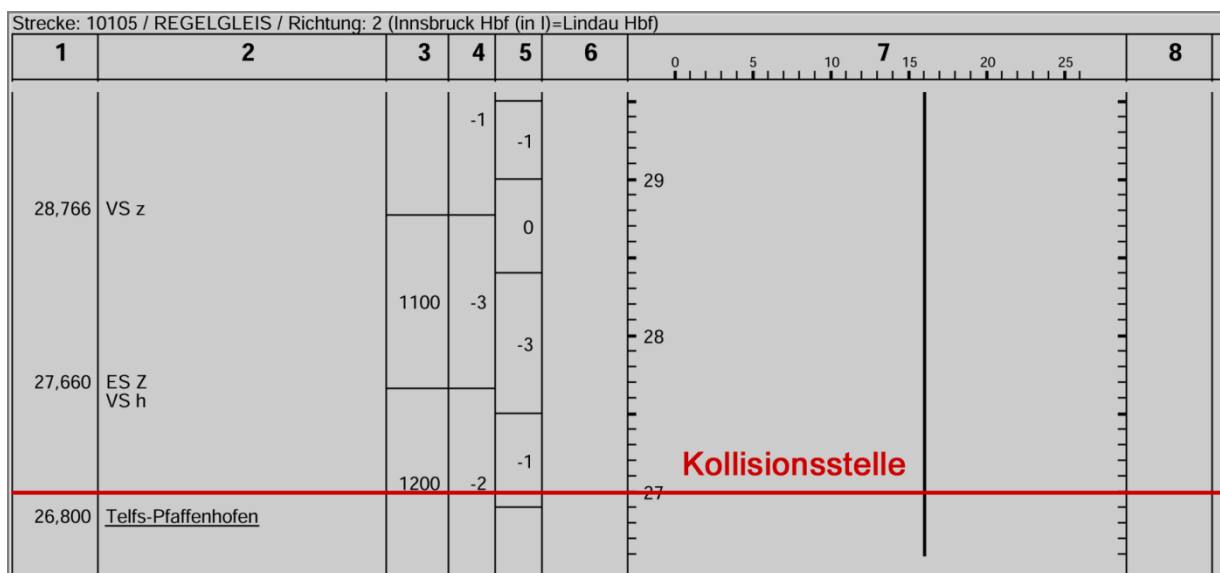 Strecke: 10105 / REGELGLEIS / Richtung: 2 (Innsbruck Hbf (in I)=Lindau Hbf)
1 2 3 4 5 6 7 8
0 5 10 15 20 25
-1
-1
29
28,766 VS z
0
1100 -3
-3
28
27,660 ES Z
VS h
-1
Kollisionsstelle
1200 -2
27
26,800 Telfs-Pfaffenhofen